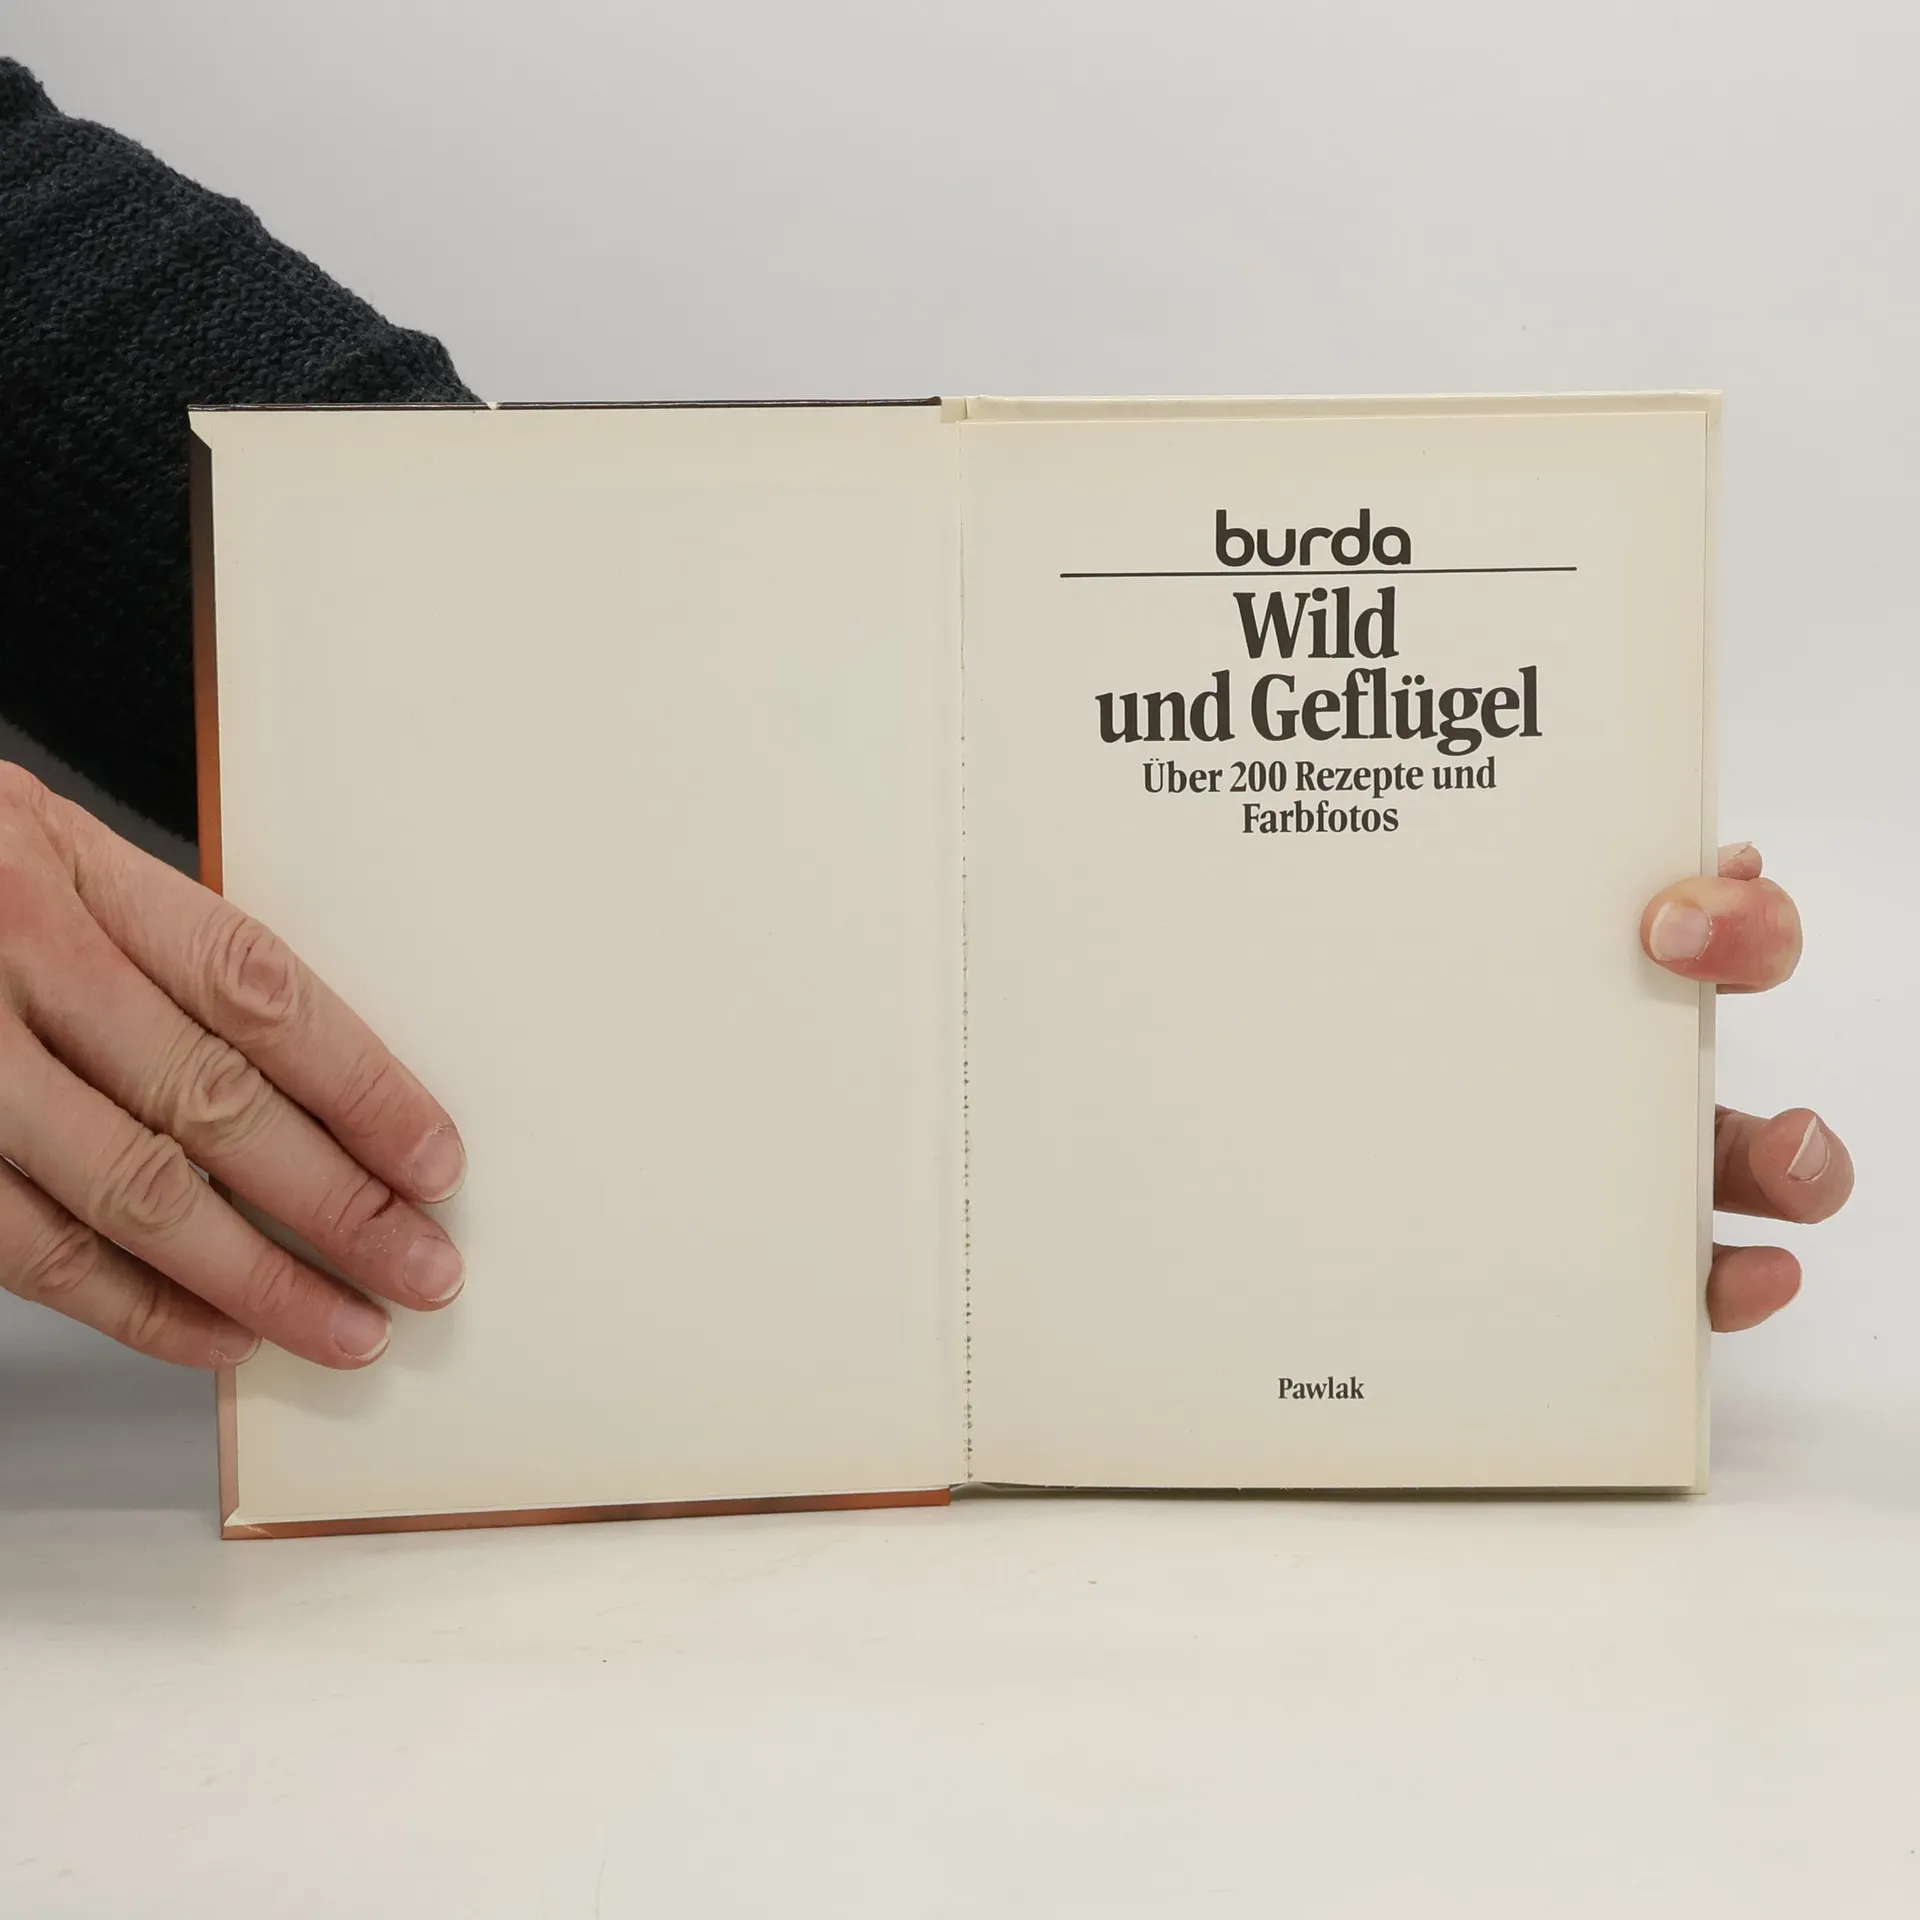 burda
Wild
und Geflügel
Über 200 Rezepte und
Farbfotos
Pawlak